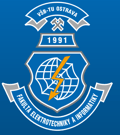 VŠB-TU OSTRAVA
1991
FAKULTA ELEKTROTECHNIKY A INFORMATIKY